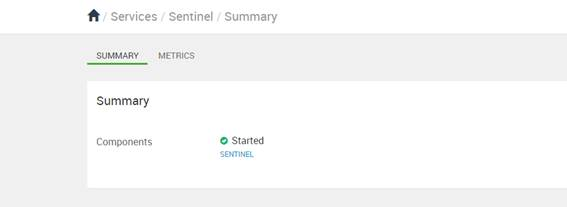 / Services / Sentinel / Summary
SUMMARY METRICS
Summary
Components Started
SENTINEL